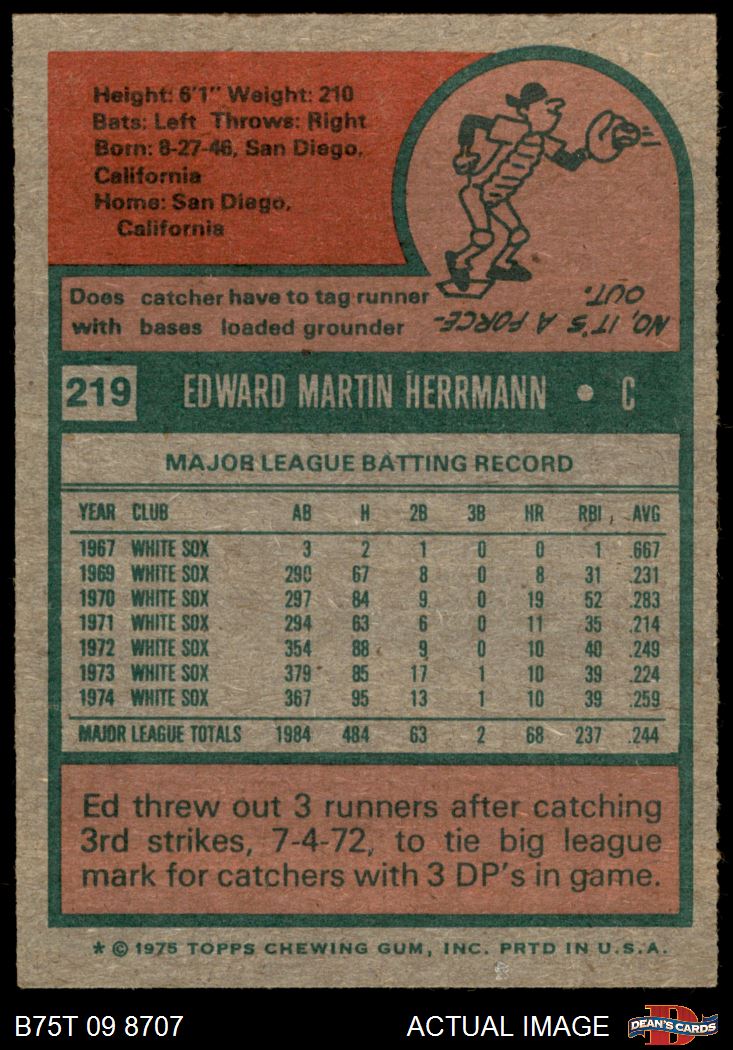 Height: 6'1" Weight: 210
Bats: Left Throws: Right
Born: 8-27-46, San Diego,
California
Home: San Diego,
California
Does catcher have to tag runner
with bases loaded grounder
NO, IT'S A FORCE-
OUT.
219 EDWARD MARTIN HERRMANN • C
MAJOR LEAGUE BATTING RECORD
YEAR CLUB AB H 2B 3B HR RBI AVG
1967 WHITE SOX 3 2 1 0 0 1 .667
1969 WHITE SOX 290 67 8 0 8 31 .231
1970 WHITE SOX 297 84 9 0 19 52 .283
1971 WHITE SOX 294 63 6 0 11 35 .214
1972 WHITE SOX 354 88 9 0 10 40 .249
1973 WHITE SOX 379 85 17 1 10 39 .224
1974 WHITE SOX 367 95 13 1 10 39 .259
MAJOR LEAGUE TOTALS 1984 484 63 2 68 237 .244
Ed threw out 3 runners after catching
3rd strikes, 7-4-72, to tie big league
mark for catchers with 3 DP's in game.
* © 1975 TOPPS CHEWING GUM, INC. PRTD IN U.S.A.
B75T 09 8707 ACTUAL IMAGE DEAN'S CARDS